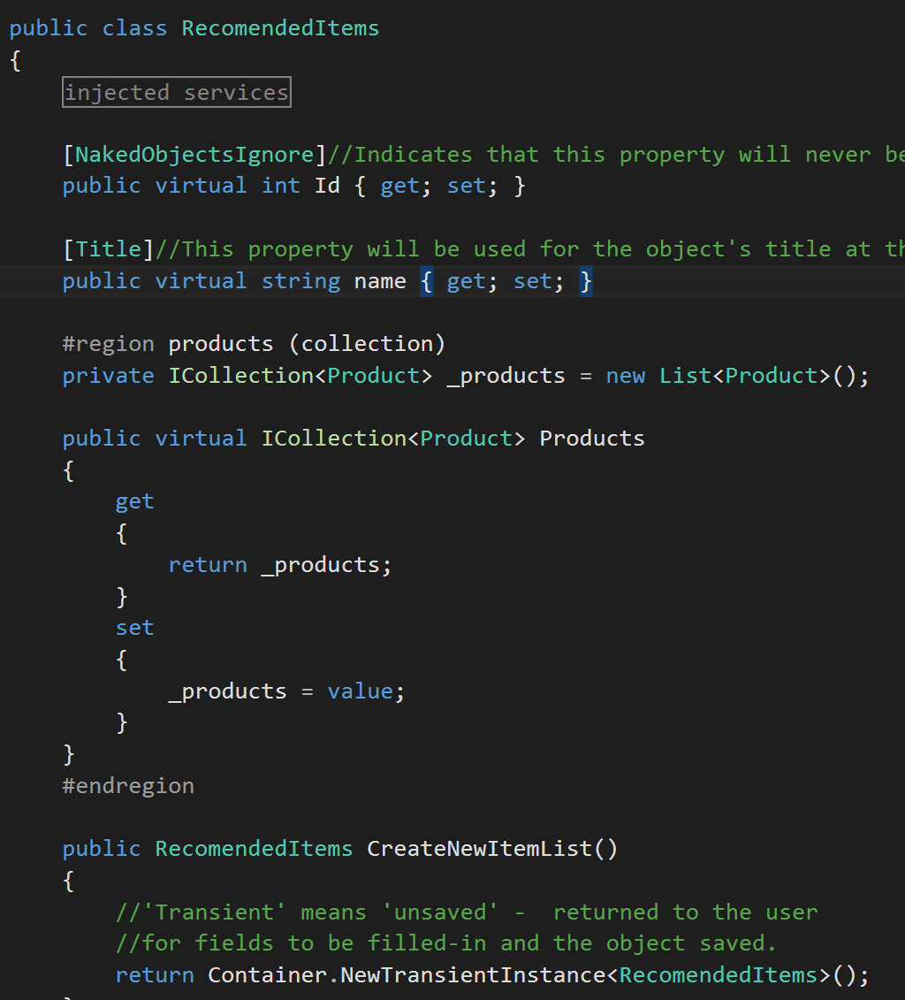 public class RecomendedItems
{
injected services
[NakedObjectsIgnore]//Indicates that this property will never be
public virtual int Id { get; set; }
[Title]//This property will be used for the object's title at th
public virtual string name { get; set; }
#region products (collection)
private ICollection<Product> _products = new List<Product>();
public virtual ICollection<Product> Products
{
get
{
return _products;
}
set
{
_products = value;
}
}
#endregion
public RecomendedItems CreateNewItemList()
{
//'Transient' means 'unsaved' -  returned to the user
//for fields to be filled-in and the object saved.
return Container.NewTransientInstance<RecomendedItems>();
}